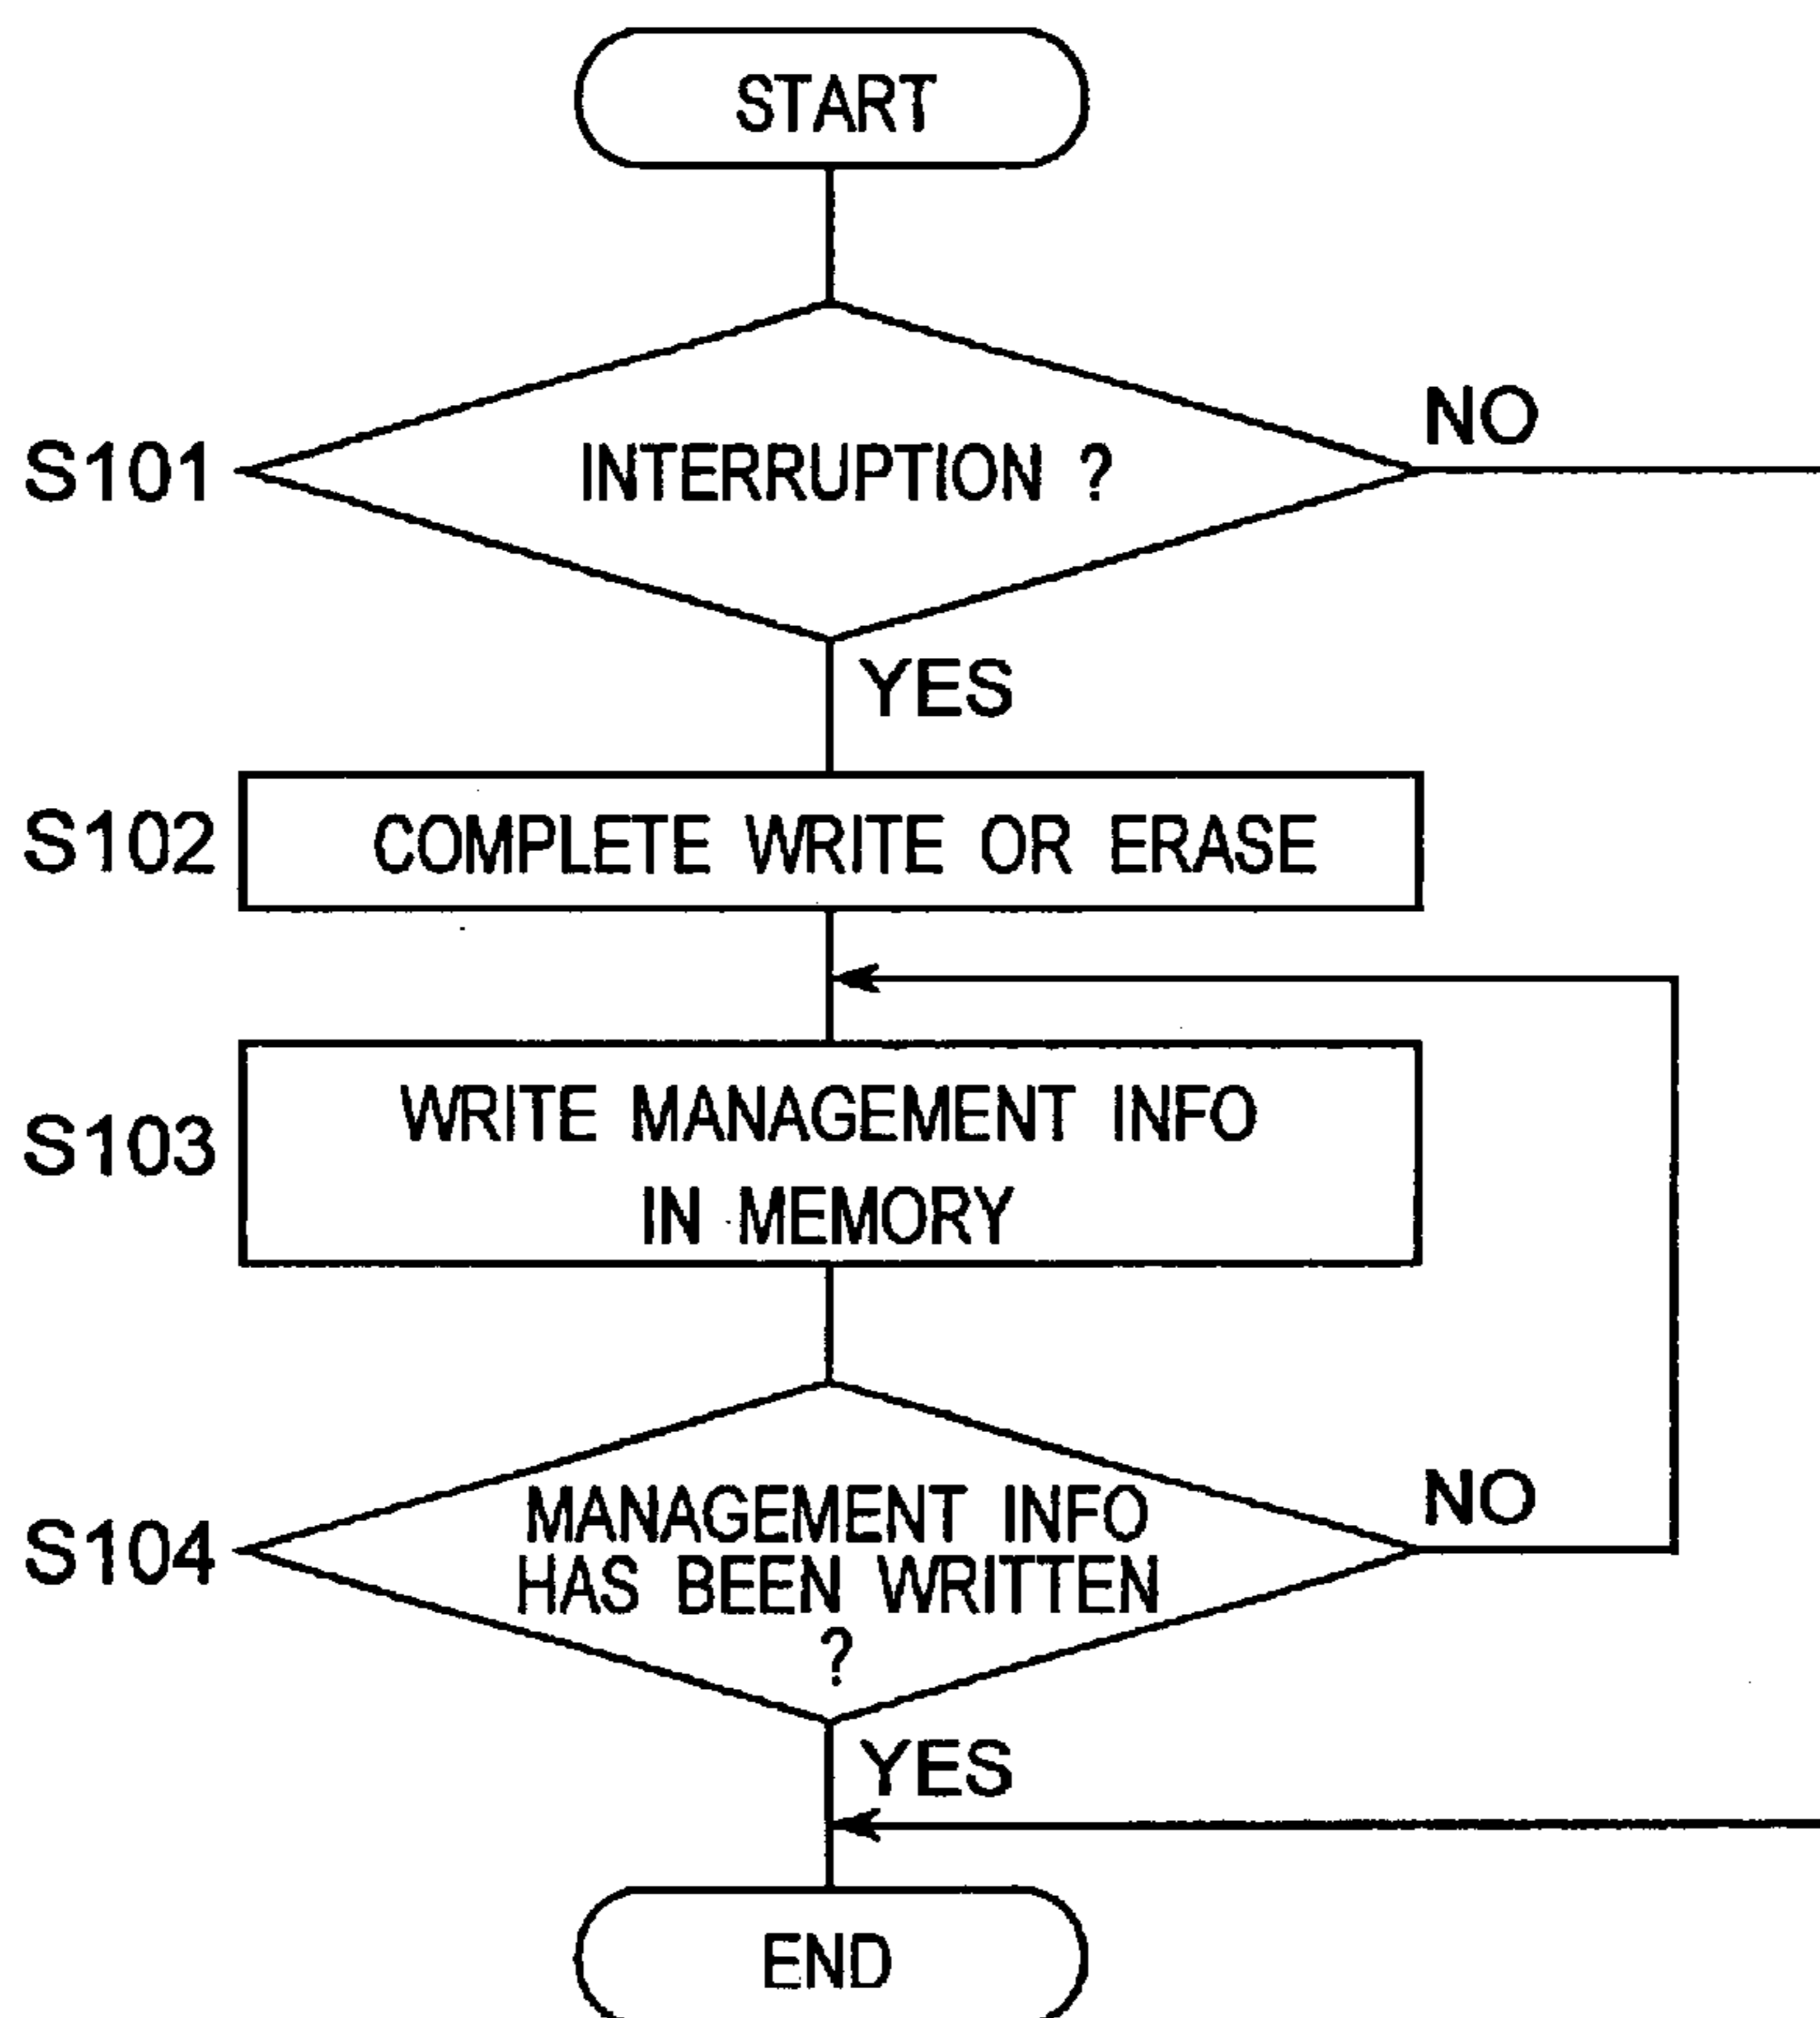 START
S101
INTERRUPTION ?
NO
YES
S102
COMPLETE WRITE OR ERASE
S103
WRITE MANAGEMENT INFO
IN MEMORY
S104
MANAGEMENT INFO
HAS BEEN WRITTEN
?
NO
YES
END